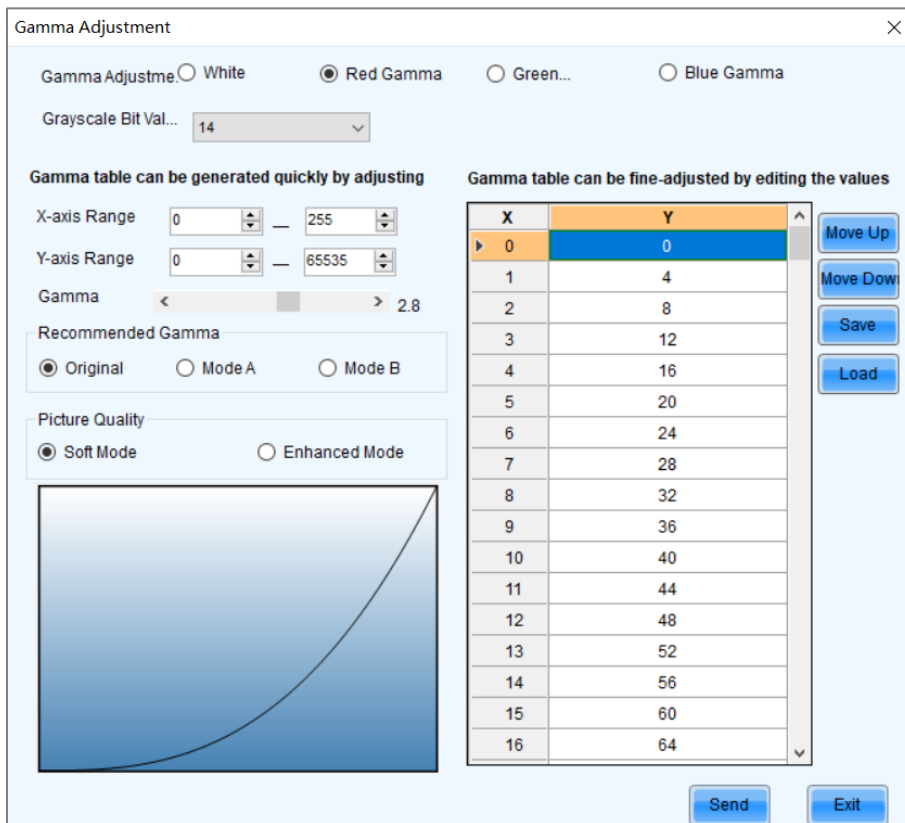 Gamma Adjustment
Gamma Adjustme. White Red Gamma Green... Blue Gamma
Grayscale Bit Val... 14
Gamma table can be generated quickly by adjusting
X-axis Range 0 — 255
Y-axis Range 0 — 65535
Gamma < > 2.8
Recommended Gamma
Original Mode A Mode B
Picture Quality
Soft Mode Enhanced Mode
Gamma table can be fine-adjusted by editing the values
X Y
0 0
1 4
2 8
3 12
4 16
5 20
6 24
7 28
8 32
9 36
10 40
11 44
12 48
13 52
14 56
15 60
16 64
Move Up
Move Dow
Save
Load
Send Exit